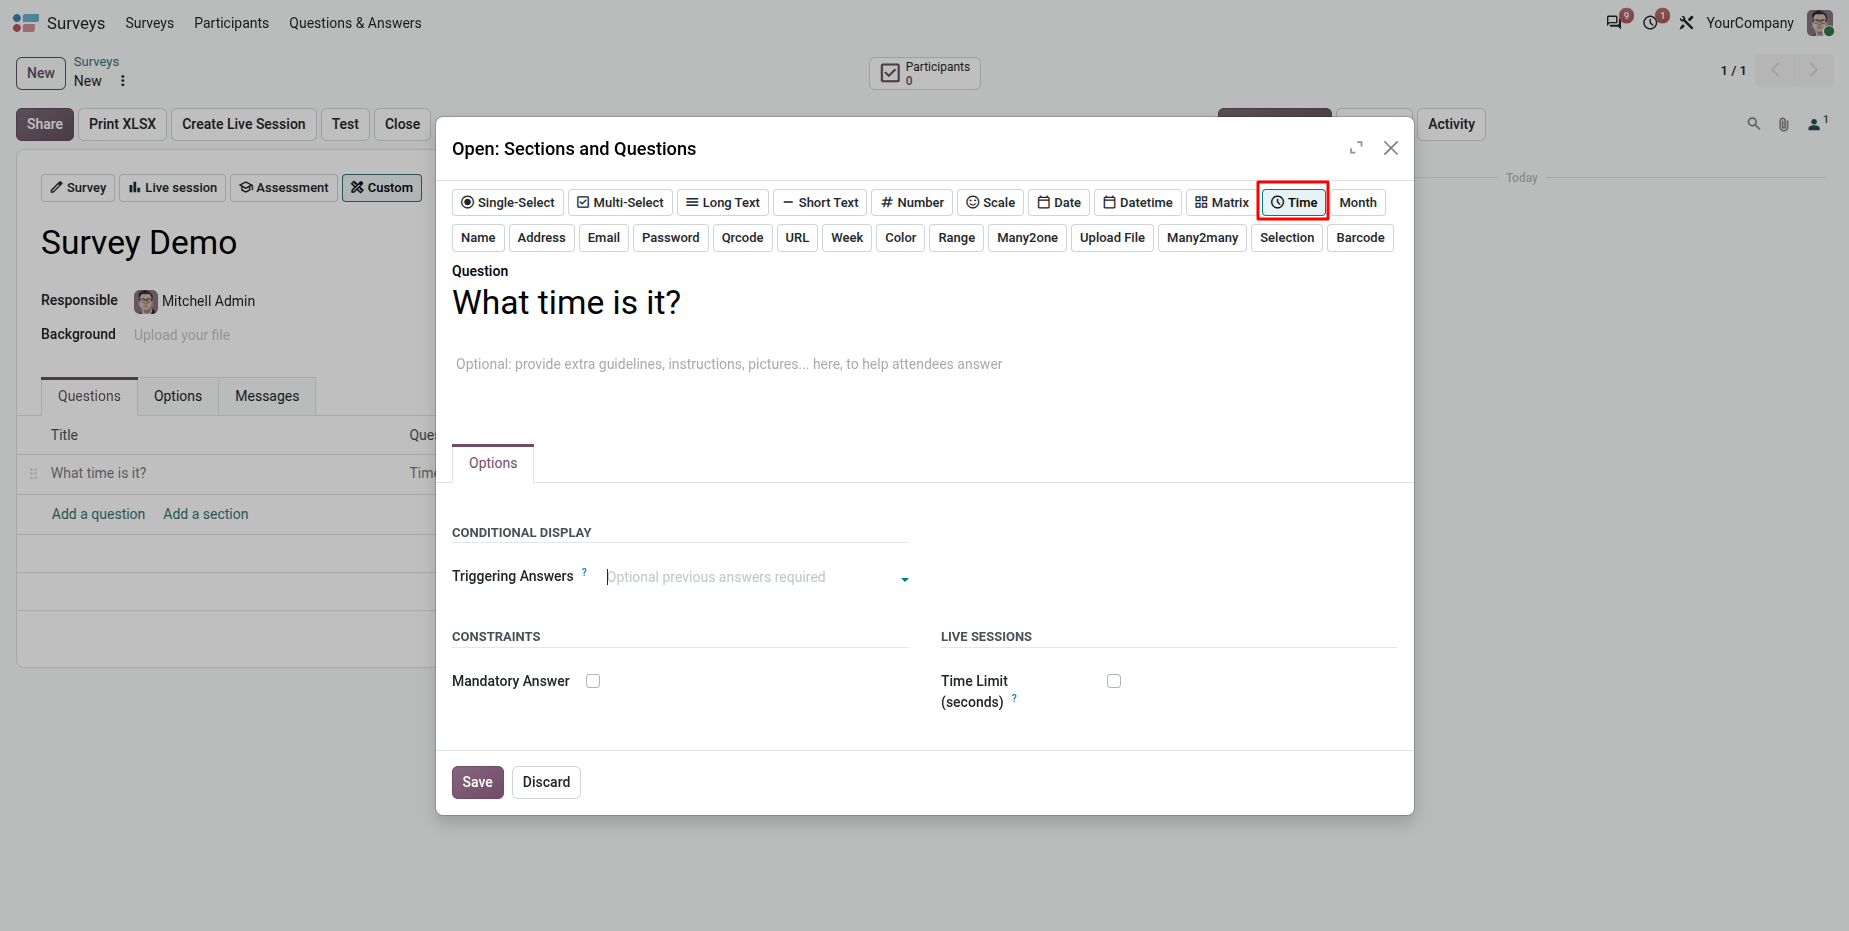 Surveys Surveys Participants Questions & Answers 9 1 YourCompany
New Surveys
New
Participants
0
1 / 1
Share Print XLSX Create Live Session Test Close Activity 1
Today
Survey Live session Assessment Custom
Survey Demo
Responsible Mitchell Admin
Background Upload your file
Questions Options Messages
Title Ques
What time is it? Time
Add a question Add a section
Open: Sections and Questions
Single-Select Multi-Select Long Text Short Text Number Scale Date Datetime Matrix Time Month
Name Address Email Password Qrcode URL Week Color Range Many2one Upload File Many2many Selection Barcode
Question
What time is it?
Optional: provide extra guidelines, instructions, pictures... here, to help attendees answer
Options
CONDITIONAL DISPLAY
Triggering Answers ? Optional previous answers required
CONSTRAINTS LIVE SESSIONS
Mandatory Answer Time Limit
(seconds) ?
Save Discard